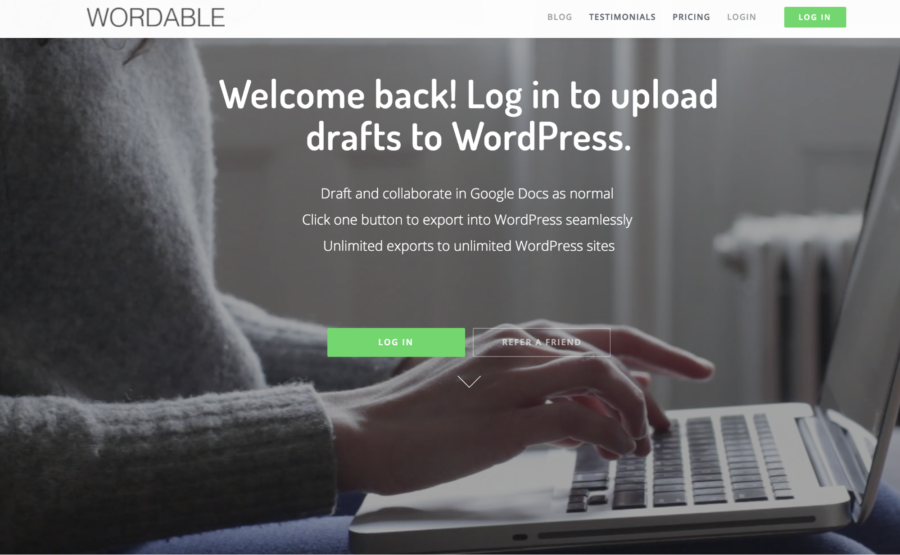 WORDABLE
BLOG TESTIMONIALS PRICING LOGIN LOG IN
Welcome back! Log in to upload
drafts to WordPress.
Draft and collaborate in Google Docs as normal
Click one button to export into WordPress seamlessly
Unlimited exports to unlimited WordPress sites
LOG IN REFER A FRIEND